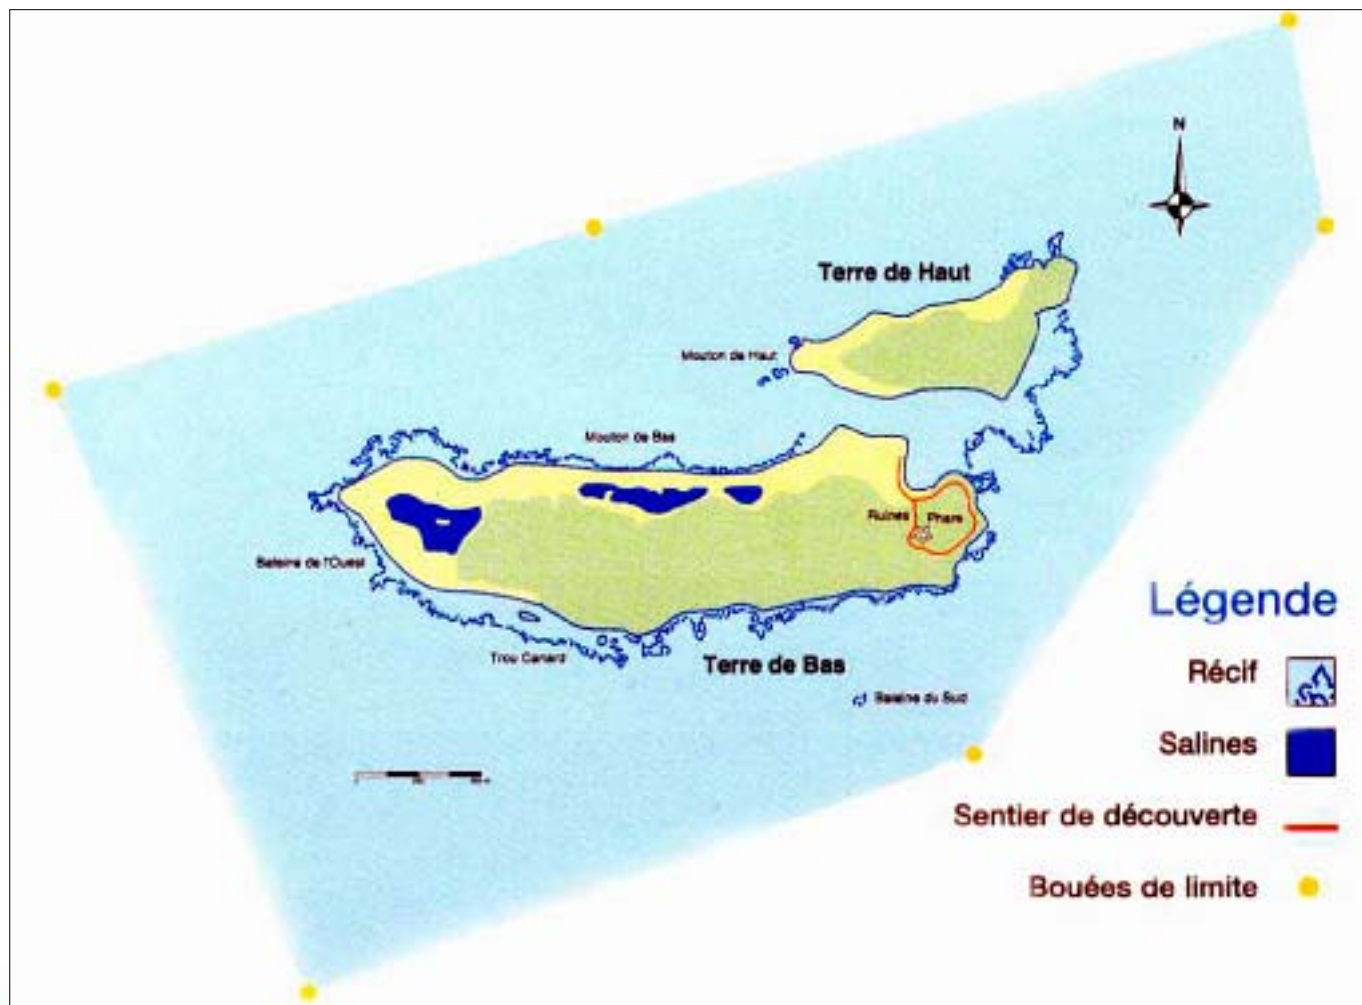 N
Terre de Haut
Mouton de Haut
Mouton de Bas
Ruines
Phare
Baleine de l'Ouest
Trou Canard
Terre de Bas
Baleine du Sud
Légende
Récif
Salines
Sentier de découverte
Bouées de limite